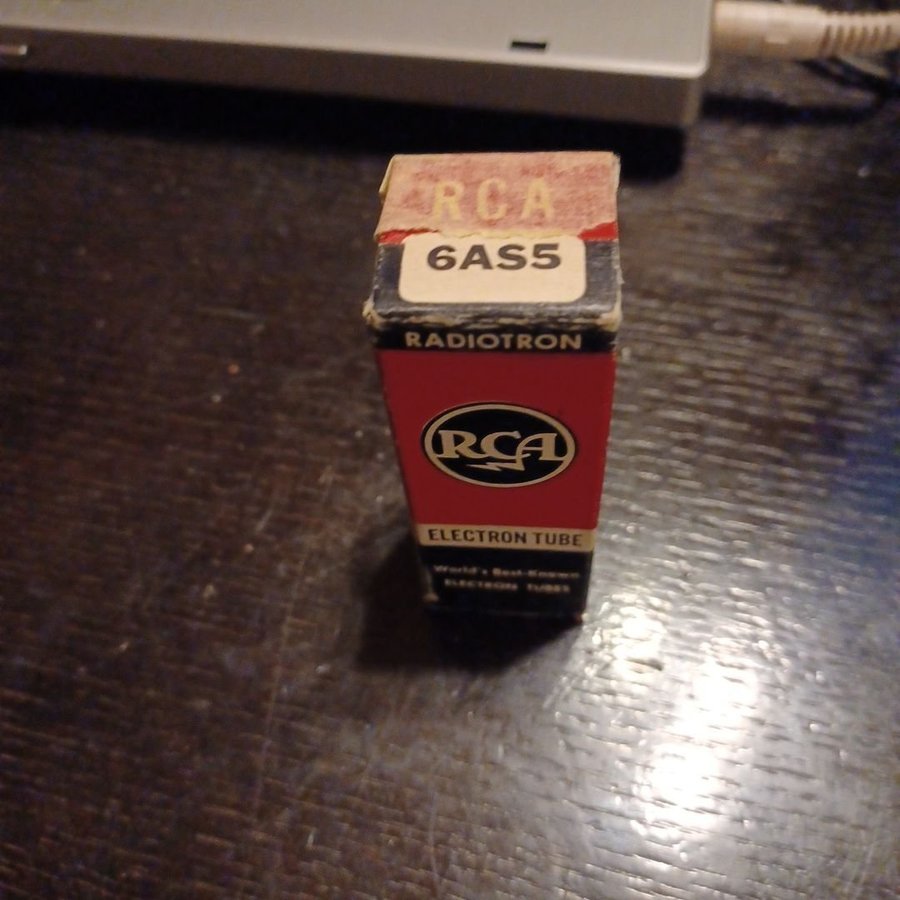 RCA
6AS5
RADIOTRON
RCA
ELECTRON TUBE
World's Best-Known
ELECTRON TUBES